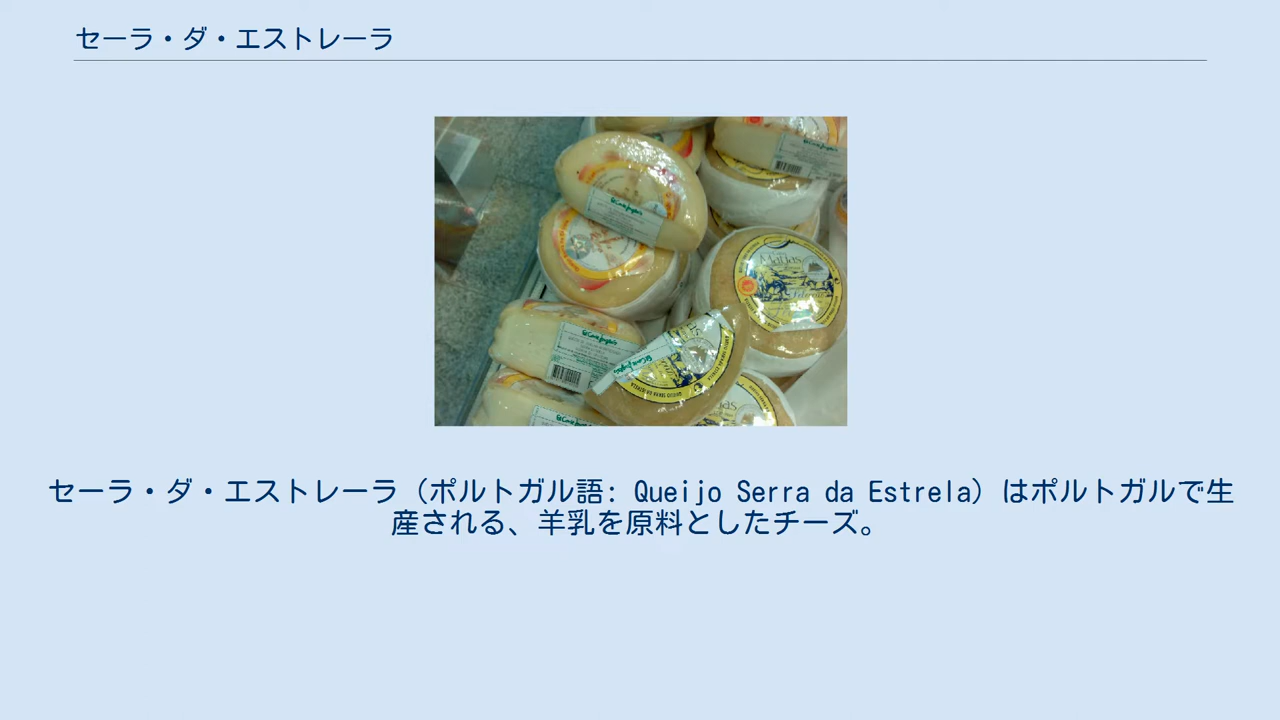 セーラ・ダ・エストレーラ
Matias
セーラ・ダ・エストレーラ（ポルトガル語: Queijo Serra da Estrela）はポルトガルで生
産される、羊乳を原料としたチーズ。